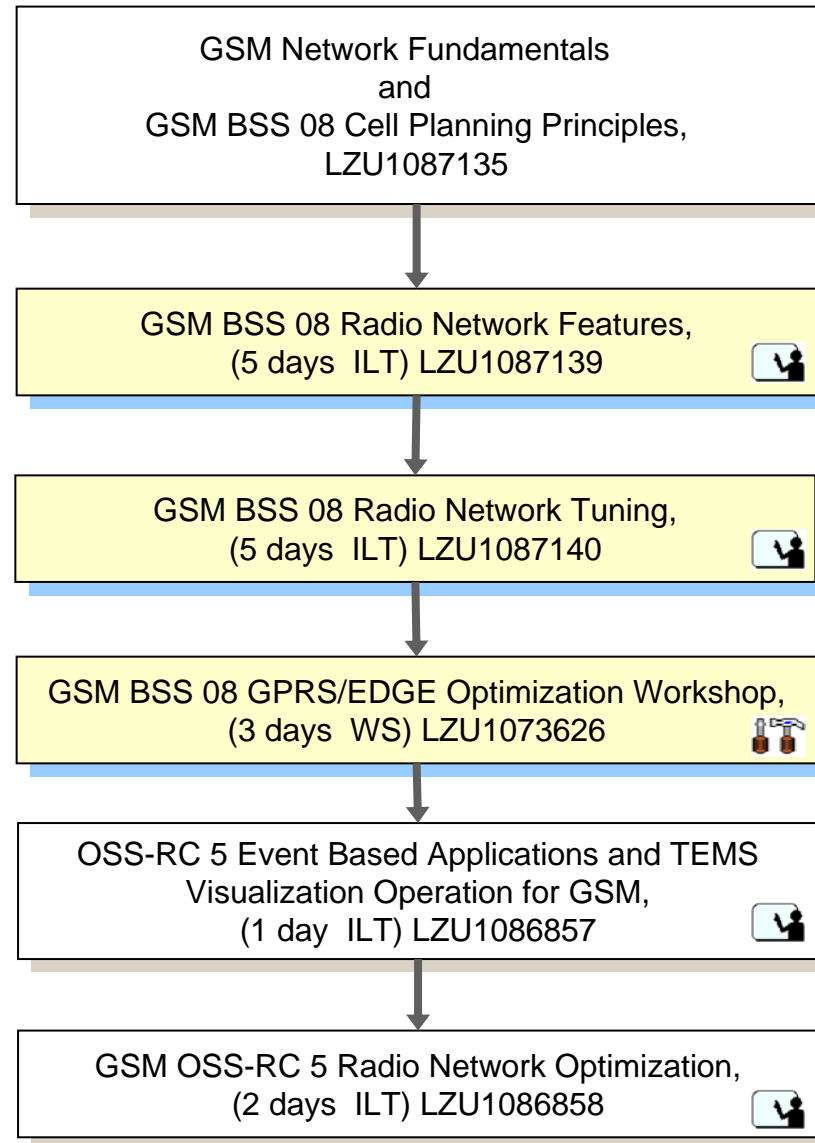 GSM Network Fundamentals
and
GSM BSS 08 Cell Planning Principles,
LZU1087135
GSM BSS 08 Radio Network Features,
(5 days ILT) LZU1087139
GSM BSS 08 Radio Network Tuning,
(5 days ILT) LZU1087140
GSM BSS 08 GPRS/EDGE Optimization Workshop,
(3 days WS) LZU1073626
OSS-RC 5 Event Based Applications and TEMS
Visualization Operation for GSM,
(1 day ILT) LZU1086857
GSM OSS-RC 5 Radio Network Optimization,
(2 days ILT) LZU1086858